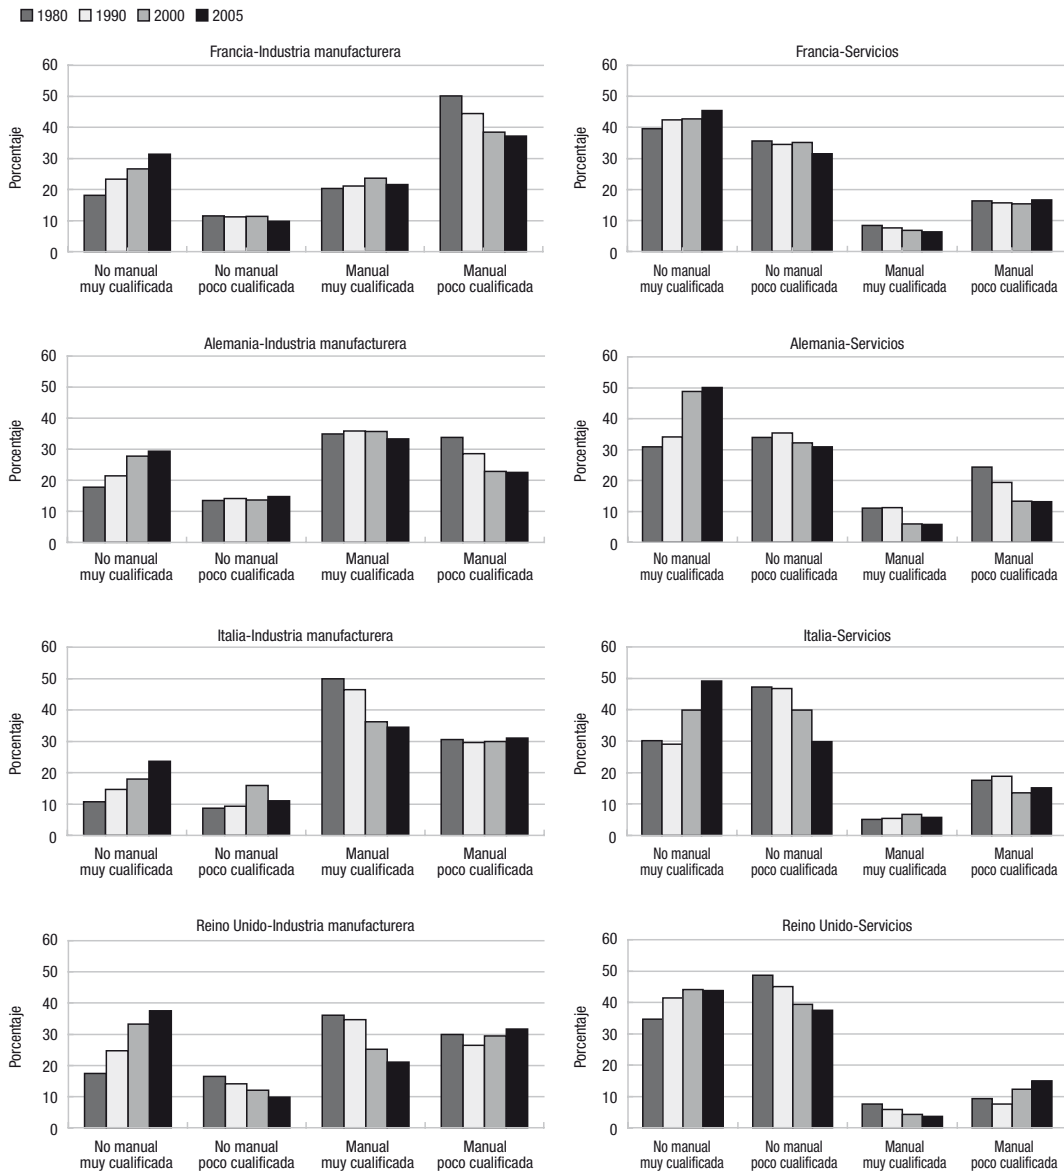 1980 1990 2000 2005
Francia-Industria manufacturera
Porcentaje
60
50
40
30
20
10
0
No manual
muy cualificada
No manual
poco cualificada
Manual
muy cualificada
Manual
poco cualificada
Francia-Servicios
Porcentaje
60
50
40
30
20
10
0
No manual
muy cualificada
No manual
poco cualificada
Manual
muy cualificada
Manual
poco cualificada
Alemania-Industria manufacturera
Porcentaje
60
50
40
30
20
10
0
No manual
muy cualificada
No manual
poco cualificada
Manual
muy cualificada
Manual
poco cualificada
Alemania-Servicios
Porcentaje
60
50
40
30
20
10
0
No manual
muy cualificada
No manual
poco cualificada
Manual
muy cualificada
Manual
poco cualificada
Italia-Industria manufacturera
Porcentaje
60
50
40
30
20
10
0
No manual
muy cualificada
No manual
poco cualificada
Manual
muy cualificada
Manual
poco cualificada
Italia-Servicios
Porcentaje
60
50
40
30
20
10
0
No manual
muy cualificada
No manual
poco cualificada
Manual
muy cualificada
Manual
poco cualificada
Reino Unido-Industria manufacturera
Porcentaje
60
50
40
30
20
10
0
No manual
muy cualificada
No manual
poco cualificada
Manual
muy cualificada
Manual
poco cualificada
Reino Unido-Servicios
Porcentaje
60
50
40
30
20
10
0
No manual
muy cualificada
No manual
poco cualificada
Manual
muy cualificada
Manual
poco cualificada